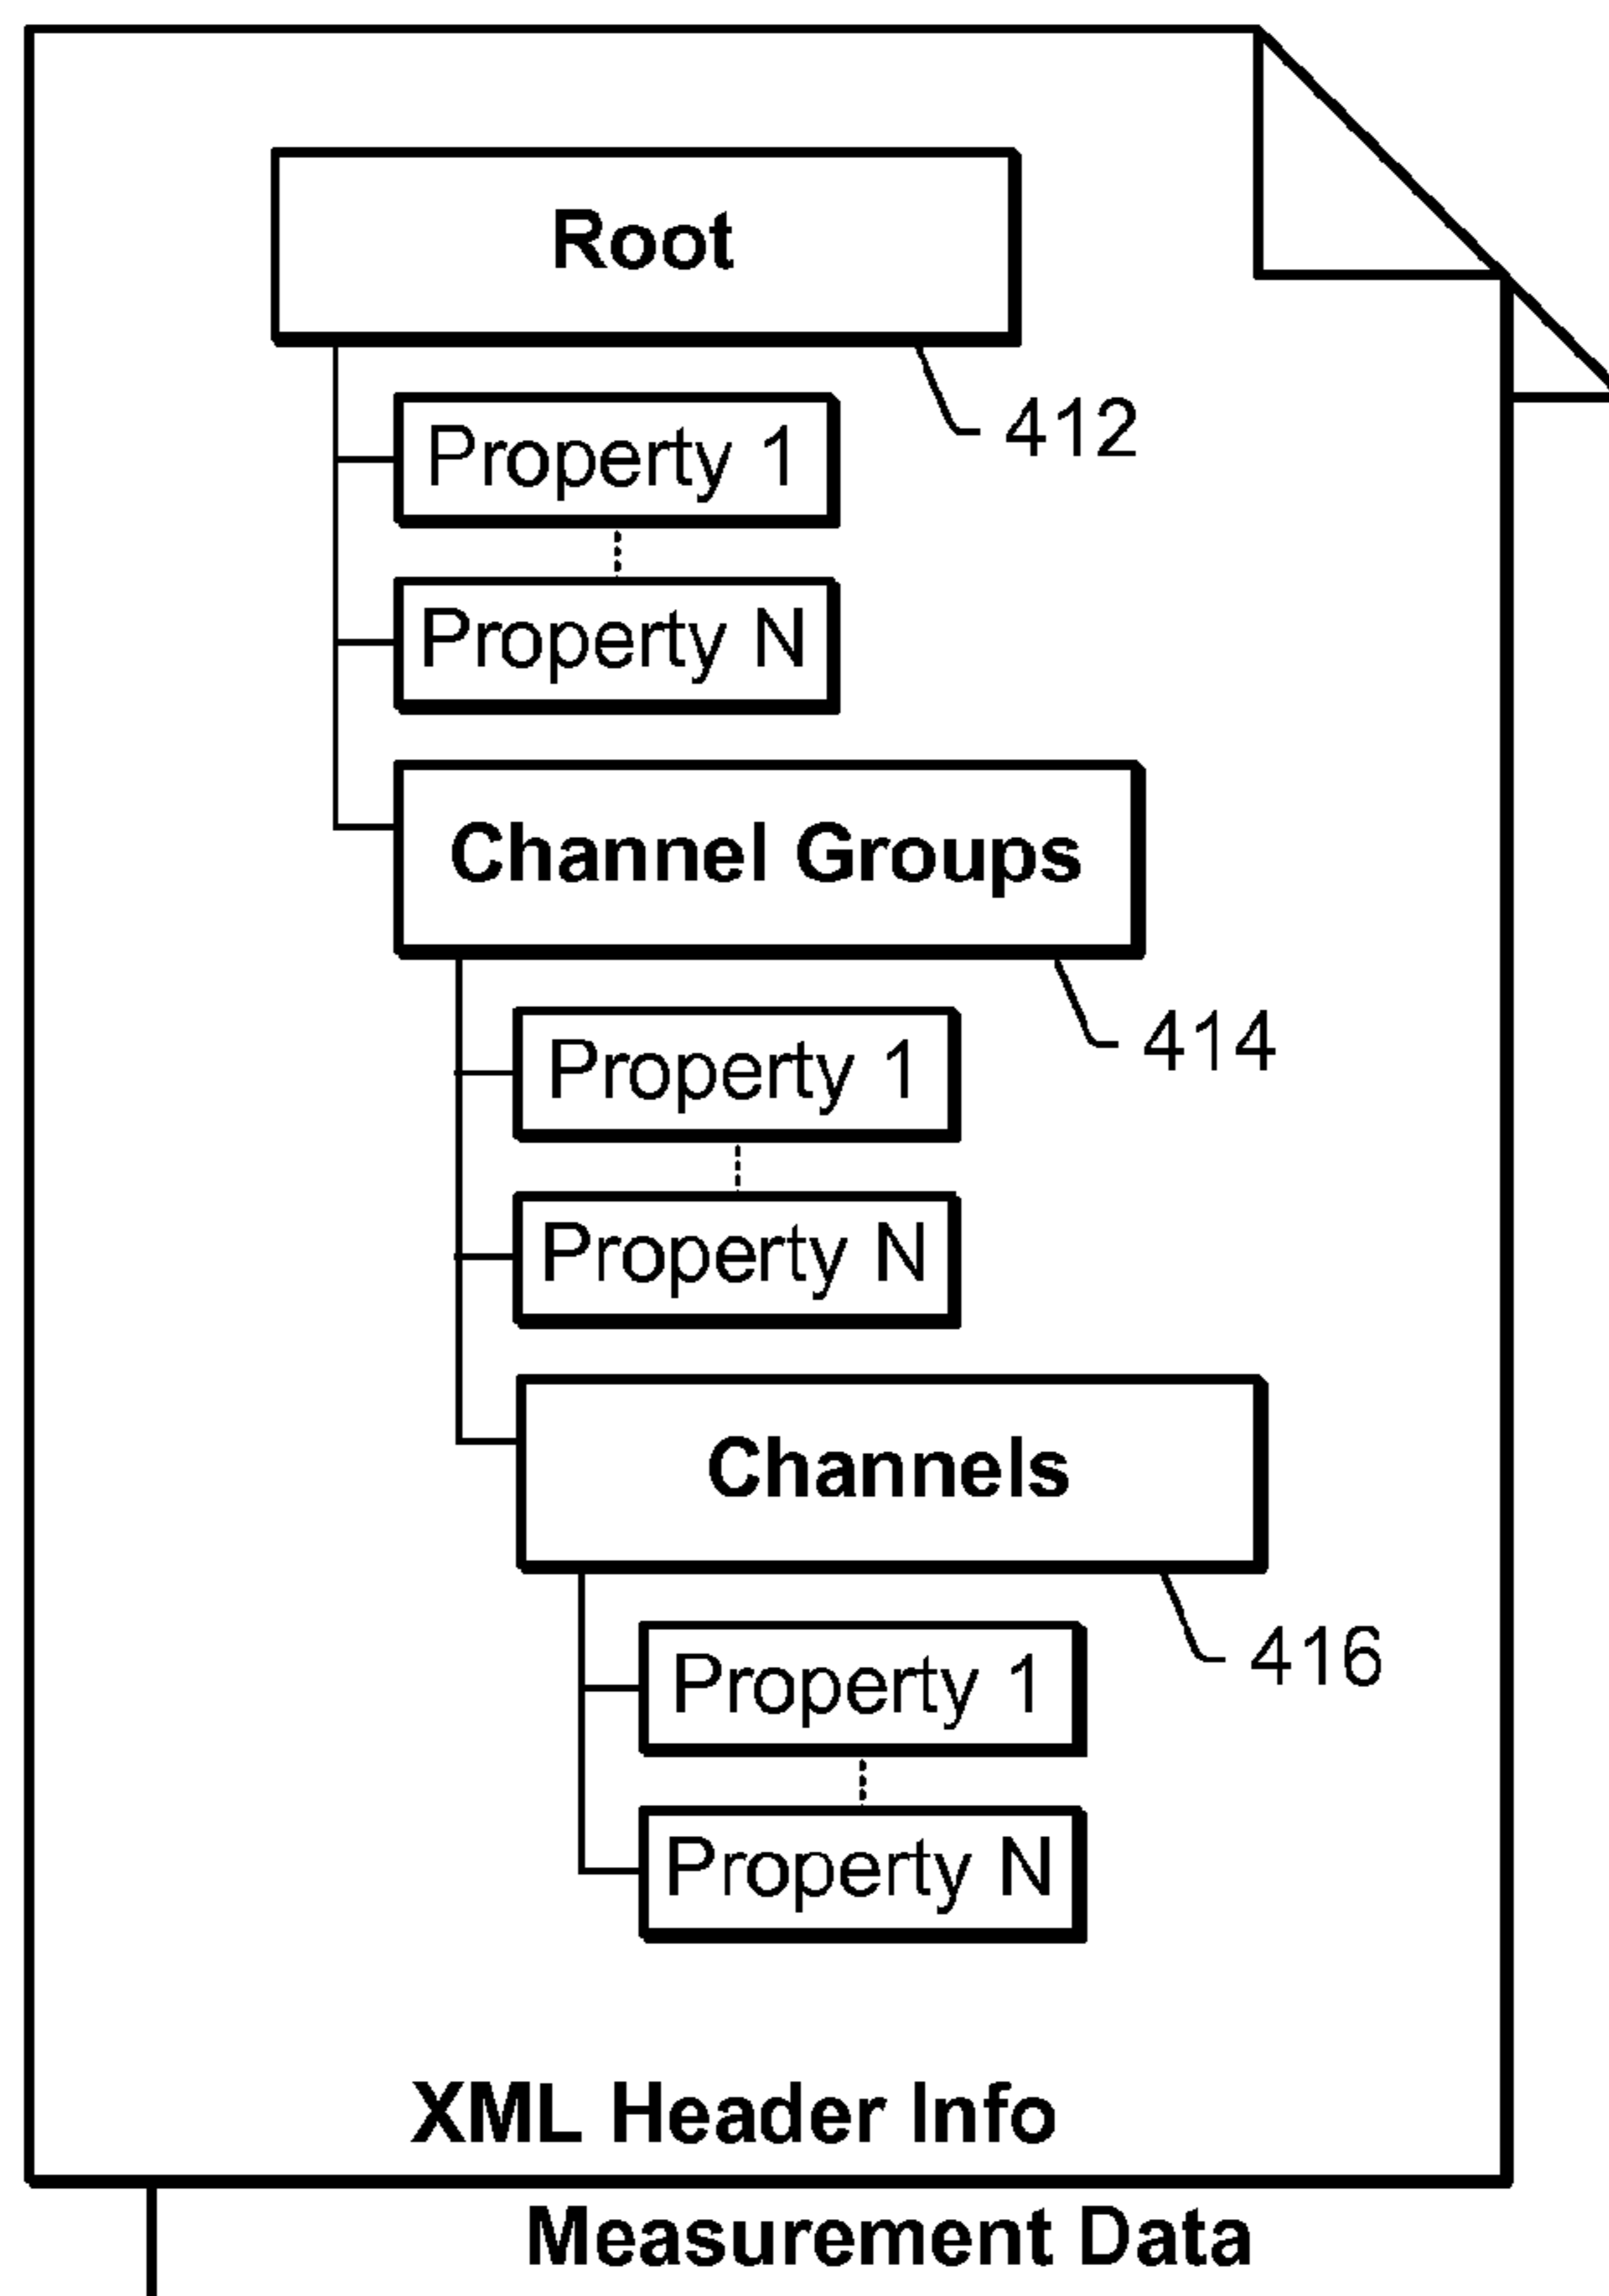 Root
412
Property 1
Property N
Channel Groups
414
Property 1
Property N
Channels
416
Property 1
Property N
XML Header Info
Measurement Data